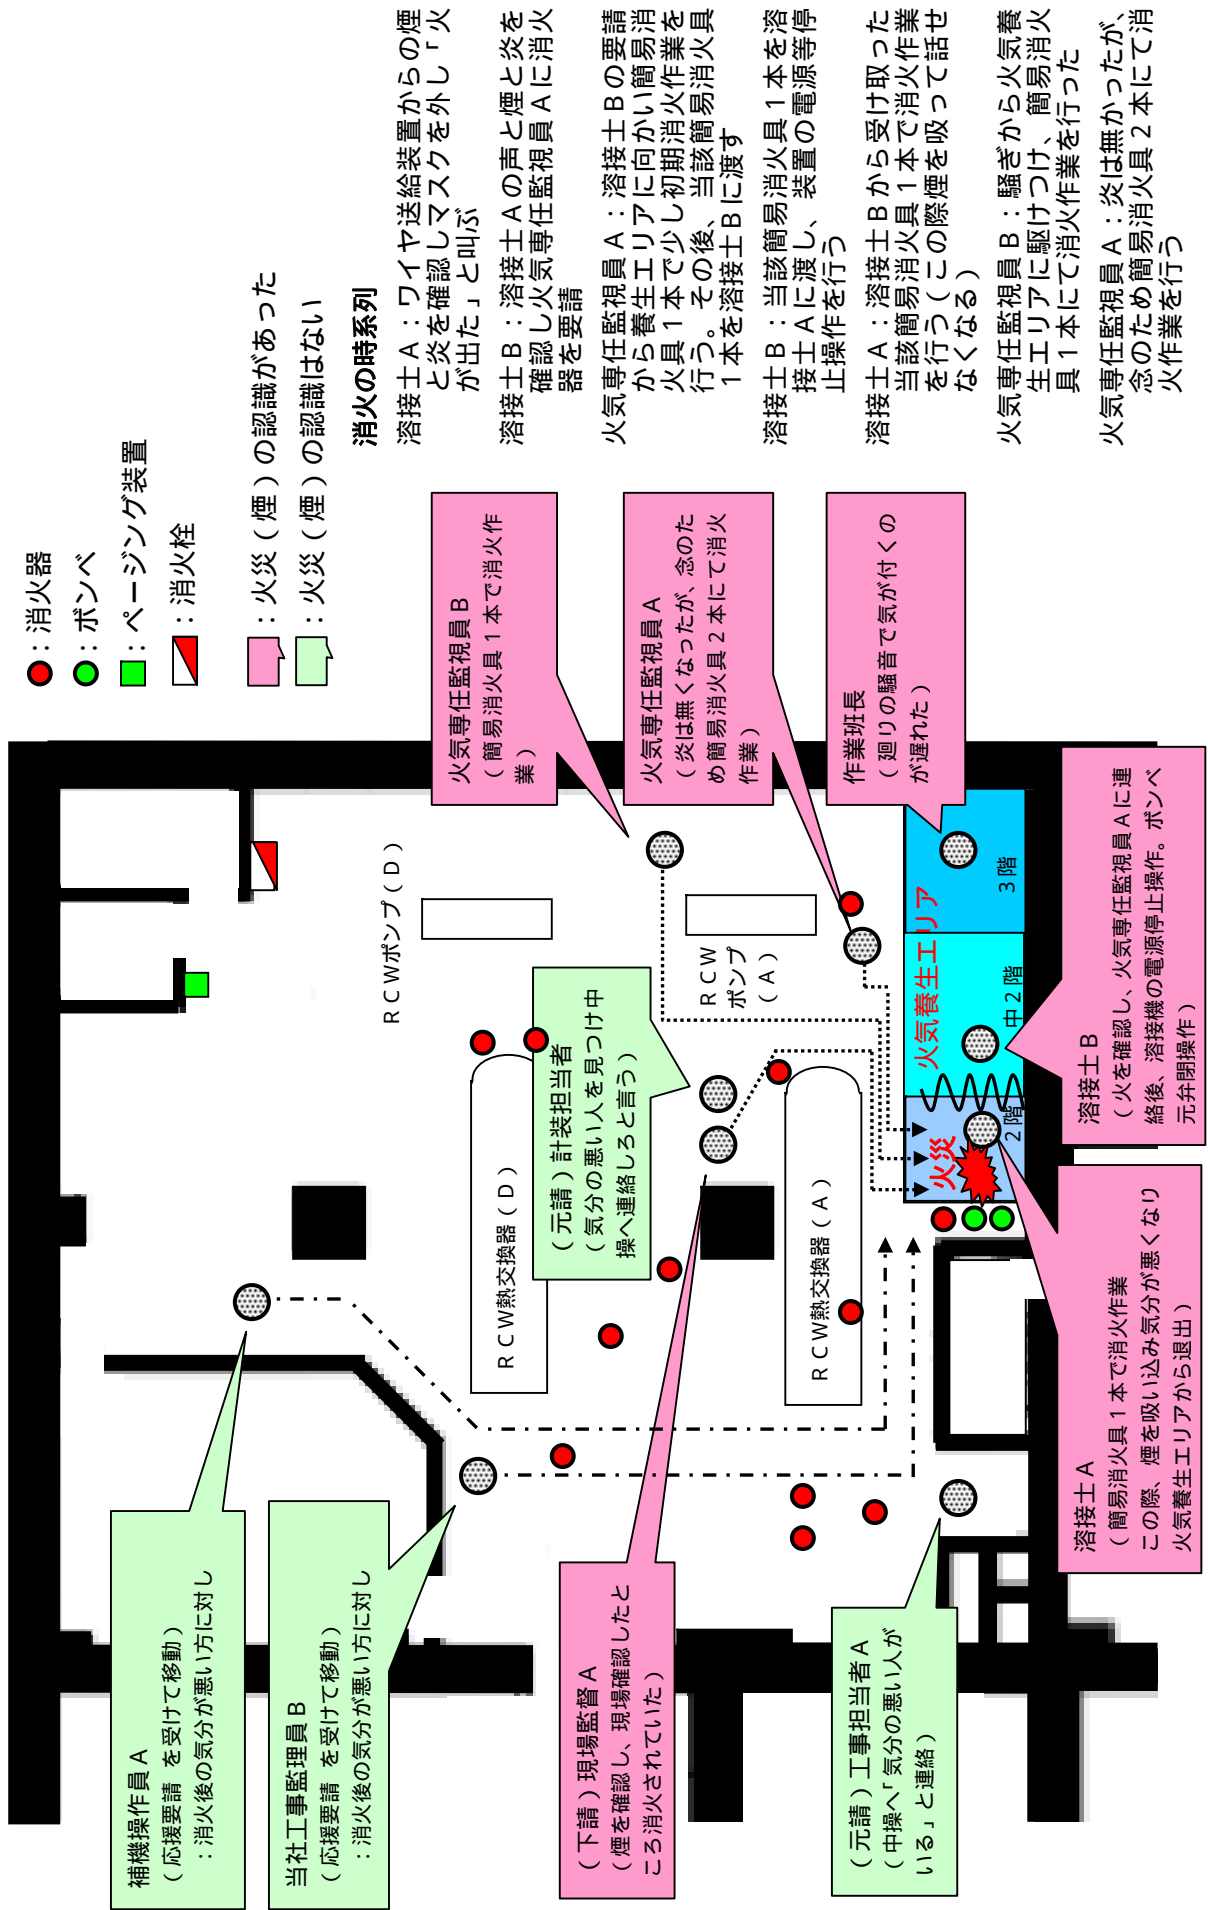 ：消火器
：ボンベ
：ページング装置
：消火栓
：火災（煙）の認識があった
：火災（煙）の認識はない
消火の時系列
溶接士Ａ：ワイヤ送給装置からの煙
と炎を確認しマスクを外し「火
が出た」と叫ぶ
溶接士Ｂ：溶接士Ａの声と煙と炎を
確認し火気専任監視員Ａに消火
器を要請
火気専任監視員Ａ：溶接士Ｂの要請
から養生エリアに向かい簡易消
火具１本で少し初期消火作業を
行う。その後、当該簡易消火具
１本を溶接士Ｂに渡す
溶接士Ｂ：当該簡易消火具１本を溶
接士Ａに渡し、装置の電源等停
止操作を行う
溶接士Ａ：溶接士Ｂから受け取った
当該簡易消火具１本で消火作業
を行う（この際煙を吸って話せ
なくなる）
火気専任監視員Ｂ：騒ぎから火気養
生エリアに駆けつけ、簡易消火
具１本にて消火作業を行った
火気専任監視員Ａ：炎は無かったが、
念のため簡易消火具２本にて消
火作業を行う
火気専任監視員Ｂ
（簡易消火具１本で消火作
業）
火気専任監視員Ａ
（炎は無くなったが、念のた
め簡易消火具２本にて消火
作業）
作業班長
（廻りの騒音で気が付くの
が遅れた）
ＲＣＷポンプ（Ｄ）
ＲＣＷ
ポンプ
（Ａ）
火気養生エリア
３階
中２階
２階
火災
（元請）計装担当者
（気分の悪い人を見つけ中
操へ連絡しろと言う）
ＲＣＷ熱交換器（Ｄ）
ＲＣＷ熱交換器（Ａ）
溶接士Ｂ
（火を確認し、火気専任監視員Ａに連
絡後、溶接機の電源停止操作。ボンベ
元弁閉操作）
溶接士Ａ
（簡易消火具１本で消火作業
この際、煙を吸い込み気分が悪くなり
火気養生エリアから退出）
補機操作員Ａ
（応援要請 を受けて移動）
：消火後の気分が悪い方に対し
当社工事監理員Ｂ
（応援要請 を受けて移動）
：消火後の気分が悪い方に対し
（下請）現場監督Ａ
（煙を確認し、現場確認したと
ころ消火されていた）
（元請）工事担当者Ａ
（中操へ「気分の悪い人が
いる」と連絡）